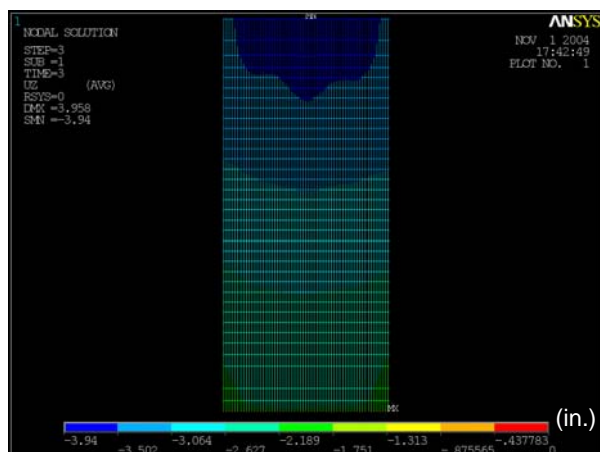 1
MN
ANSYS
NODAL SOLUTION
STEP=3
SUB =1
TIME=3
UZ (AVG)
RSYS=0
DMX =3.958
SMN =-3.94
NOV 1 2004
17:42:49
PLOT NO. 1
MX
(in.)
-3.94 -3.064 -2.189 -1.313 -.437783
-3.502 -2.627 -1.751 -.875565 0